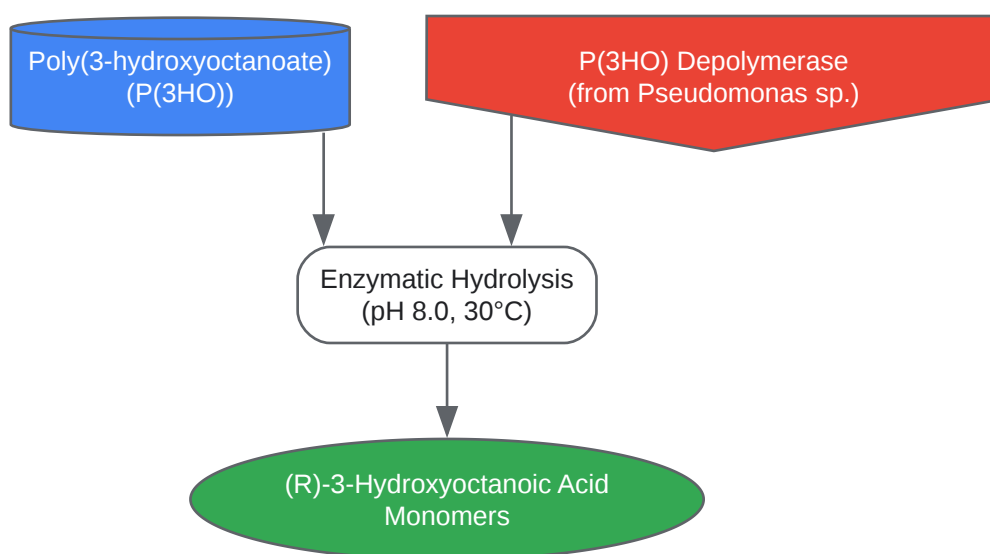 Poly(3-hydroxyoctanoate)
(P(3HO))
P(3HO) Depolymerase
(from Pseudomonas sp.)
Enzymatic Hydrolysis
(pH 8.0, 30°C)
(R)-3-Hydroxyoctanoic Acid
Monomers